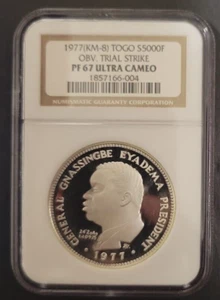 1977(KM-8) TOGO S5000F
OBV. TRIAL STRIKE
PF 67 ULTRA CAMEO
1857166-004
NUMISMATIC GUARANTY CORPORATION
GENERAL GNASSINGBE EYADEMA PRESIDENT
·1977·